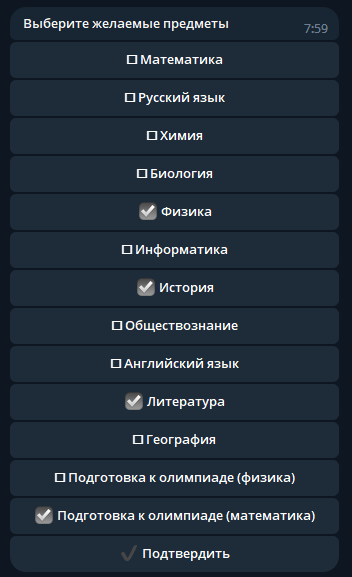 Выберите желаемые предметы
7:59
Математика
Русский язык
Химия
Биология
Физика
Информатика
История
Обществознание
Английский язык
Литература
География
Подготовка к олимпиаде (физика)
Подготовка к олимпиаде (математика)
Подтвердить